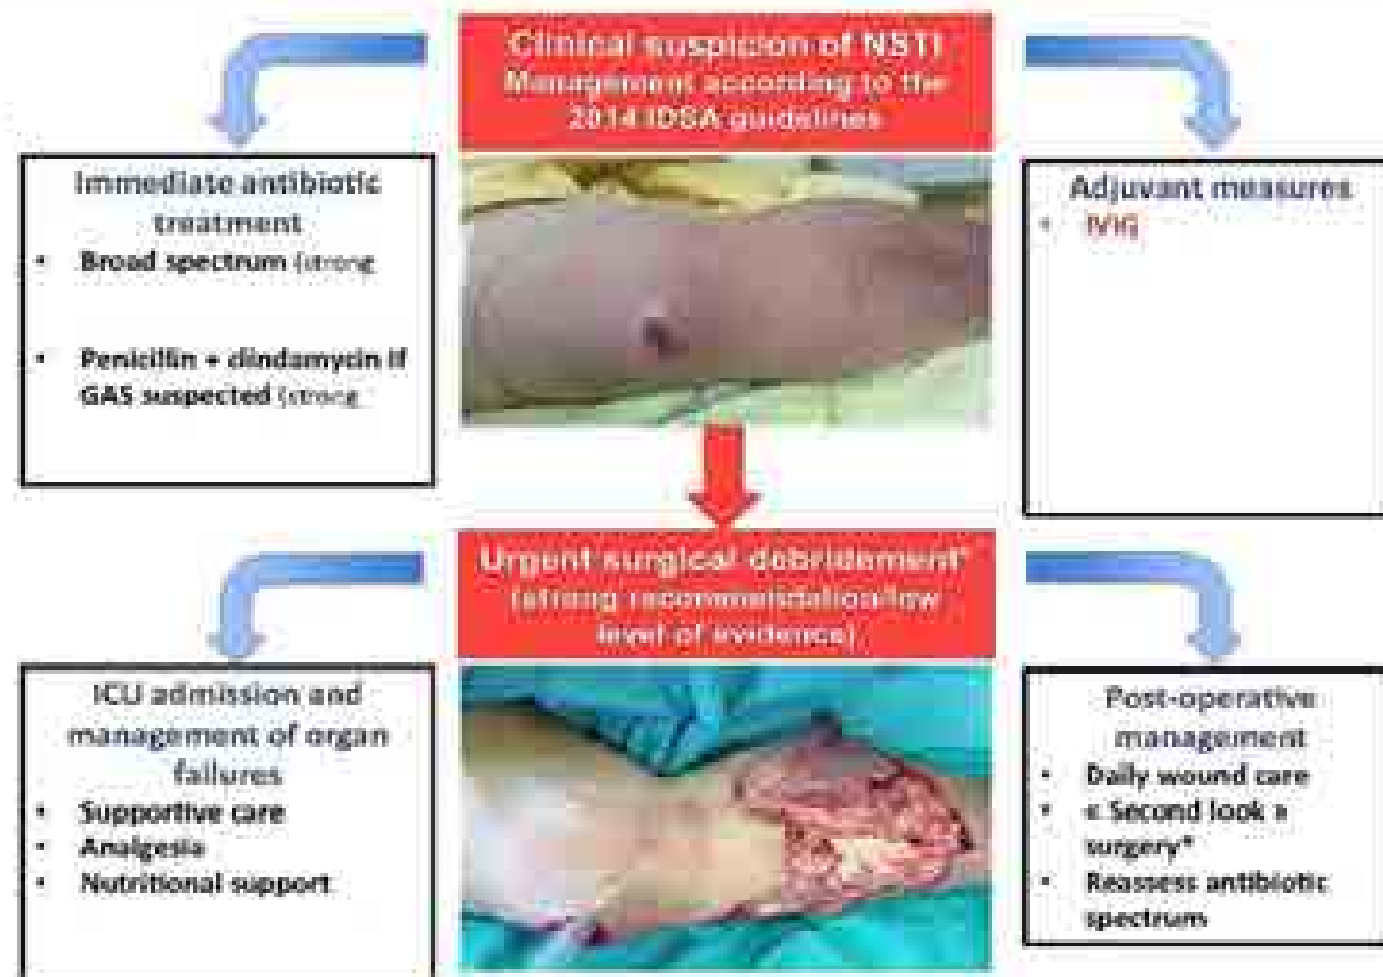 Clinical suspicion of NSTI
Management according to the
2014 IDSA guidelines
Immediate antibiotic
treatment
• Broad spectrum (strong
• Penicillin + clindamycin if
GAS suspected (strong
Adjuvant measures
• IVIG
Urgent surgical debridement*
(strong recommendation/low
level of evidence)
ICU admission and
management of organ
failures
• Supportive care
• Analgesia
• Nutritional support
Post-operative
management
• Daily wound care
• « Second look »
surgery*
• Reassess antibiotic
spectrum